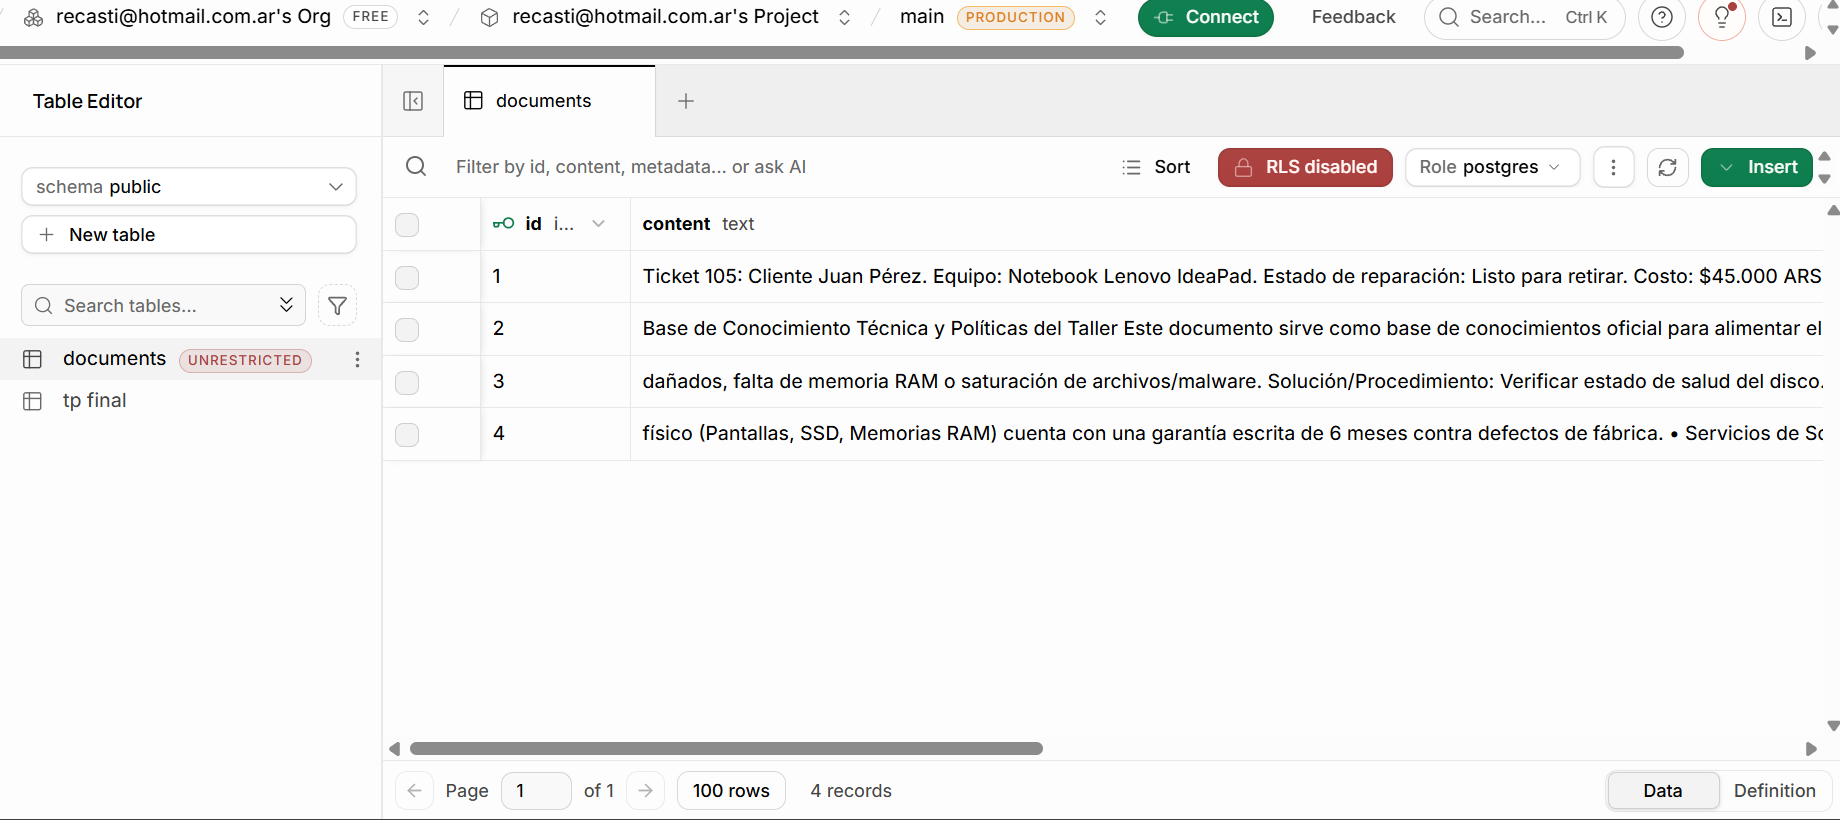 recasti@hotmail.com.ar's Org FREE / recasti@hotmail.com.ar's Project / main PRODUCTION Connect Feedback Search... Ctrl K
Table Editor
documents
schema public
Filter by id, content, metadata... or ask AI
Sort
RLS disabled
Role postgres
Insert
New table
Search tables...
documents UNRESTRICTED
tp final
id i... content text
1 Ticket 105: Cliente Juan Pérez. Equipo: Notebook Lenovo IdeaPad. Estado de reparación: Listo para retirar. Costo: $45.000 ARS
2 Base de Conocimiento Técnica y Políticas del Taller Este documento sirve como base de conocimientos oficial para alimentar el
3 dañados, falta de memoria RAM o saturación de archivos/malware. Solución/Procedimiento: Verificar estado de salud del disco.
4 físico (Pantallas, SSD, Memorias RAM) cuenta con una garantía escrita de 6 meses contra defectos de fábrica. • Servicios de
Page 1 of 1 100 rows 4 records Data Definition